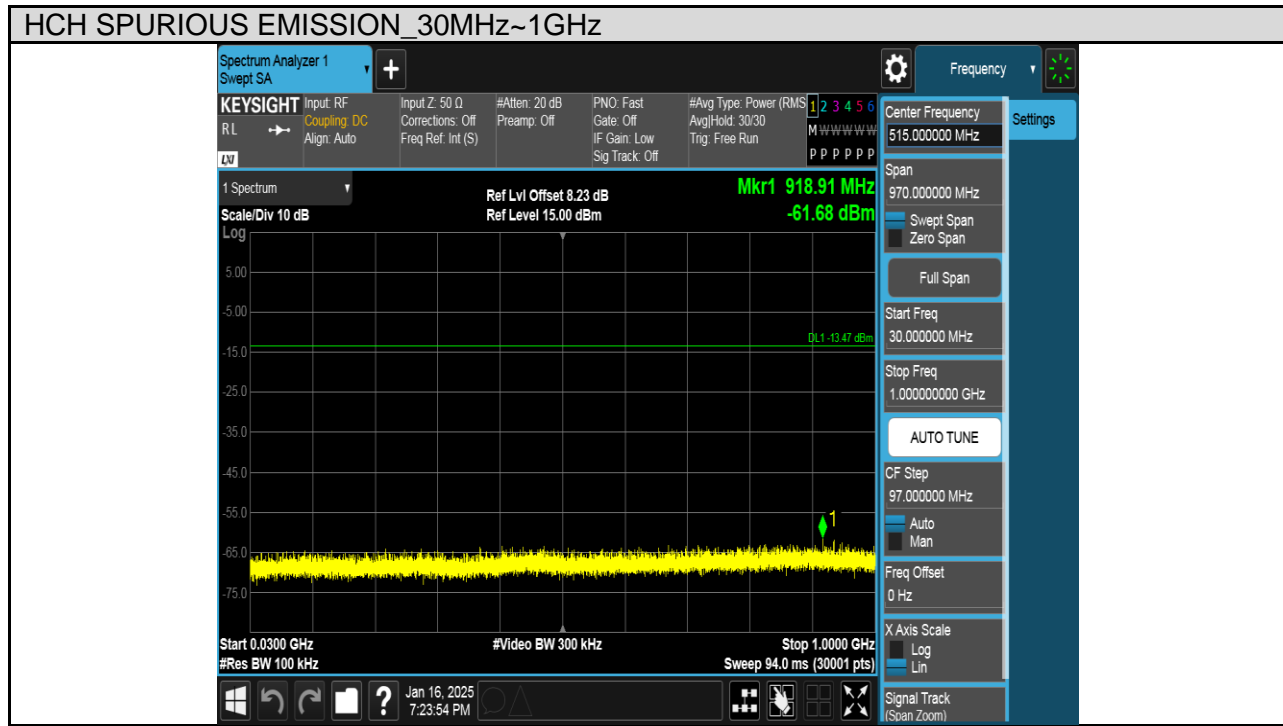 HCH SPURIOUS EMISSION_30MHz~1GHz
Spectrum Analyzer 1
Swept SA
+
Frequency
KEYSIGHT
RL
LXI
Input: RF
Coupling: DC
Align: Auto
Input Z: 50 Ω
Corrections: Off
Freq Ref: Int (S)
#Atten: 20 dB
Preamp: Off
PNO: Fast
Gate: Off
IF Gain: Low
Sig Track: Off
#Avg Type: Power (RMS
Avg|Hold: 30/30
Trig: Free Run
1 2 3 4 5 6
M W W W W W
P P P P P P
1 Spectrum
Scale/Div 10 dB
Ref Lvl Offset 8.23 dB
Ref Level 15.00 dBm
Mkr1 918.91 MHz
-61.68 dBm
Log
5.00
-5.00
-15.0
-25.0
-35.0
-45.0
-55.0
-65.0
-75.0
DL1 -13.47 dBm
1
Start 0.0300 GHz
#Res BW 100 kHz
#Video BW 300 kHz
Stop 1.0000 GHz
Sweep 94.0 ms (30001 pts)
?
Jan 16, 2025
7:23:54 PM
Center Frequency
515.000000 MHz
Span
970.000000 MHz
Swept Span
Zero Span
Full Span
Start Freq
30.000000 MHz
Stop Freq
1.000000000 GHz
AUTO TUNE
CF Step
97.000000 MHz
Auto
Man
Freq Offset
0 Hz
X Axis Scale
Log
Lin
Signal Track
(Span Zoom)
Settings